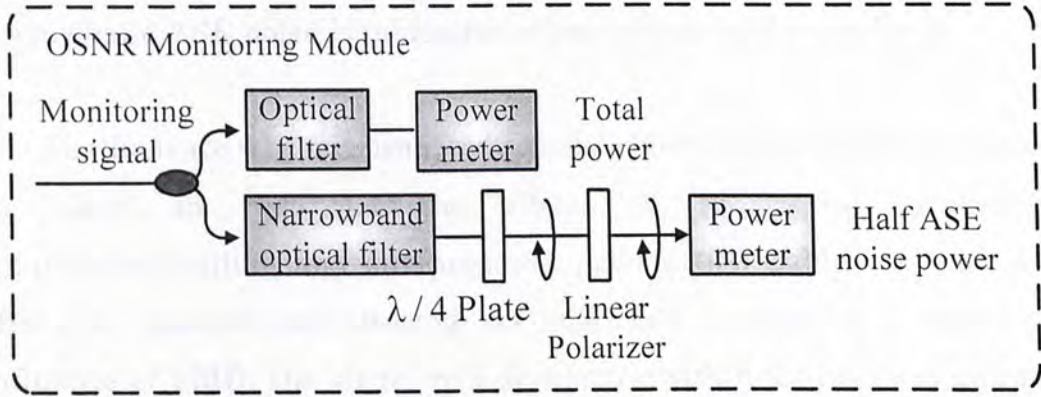 OSNR Monitoring Module
Monitoring
signal
Optical
filter
Power
meter
Total
power
Narrowband
optical filter
λ / 4 Plate
Linear
Polarizer
Power
meter
Half ASE
noise power